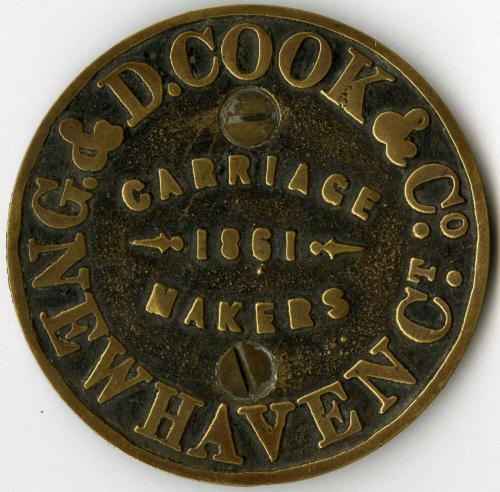 G. & D. COOK & Co.
CARRIAGE
1861
MAKERS
NEW HAVEN CT.